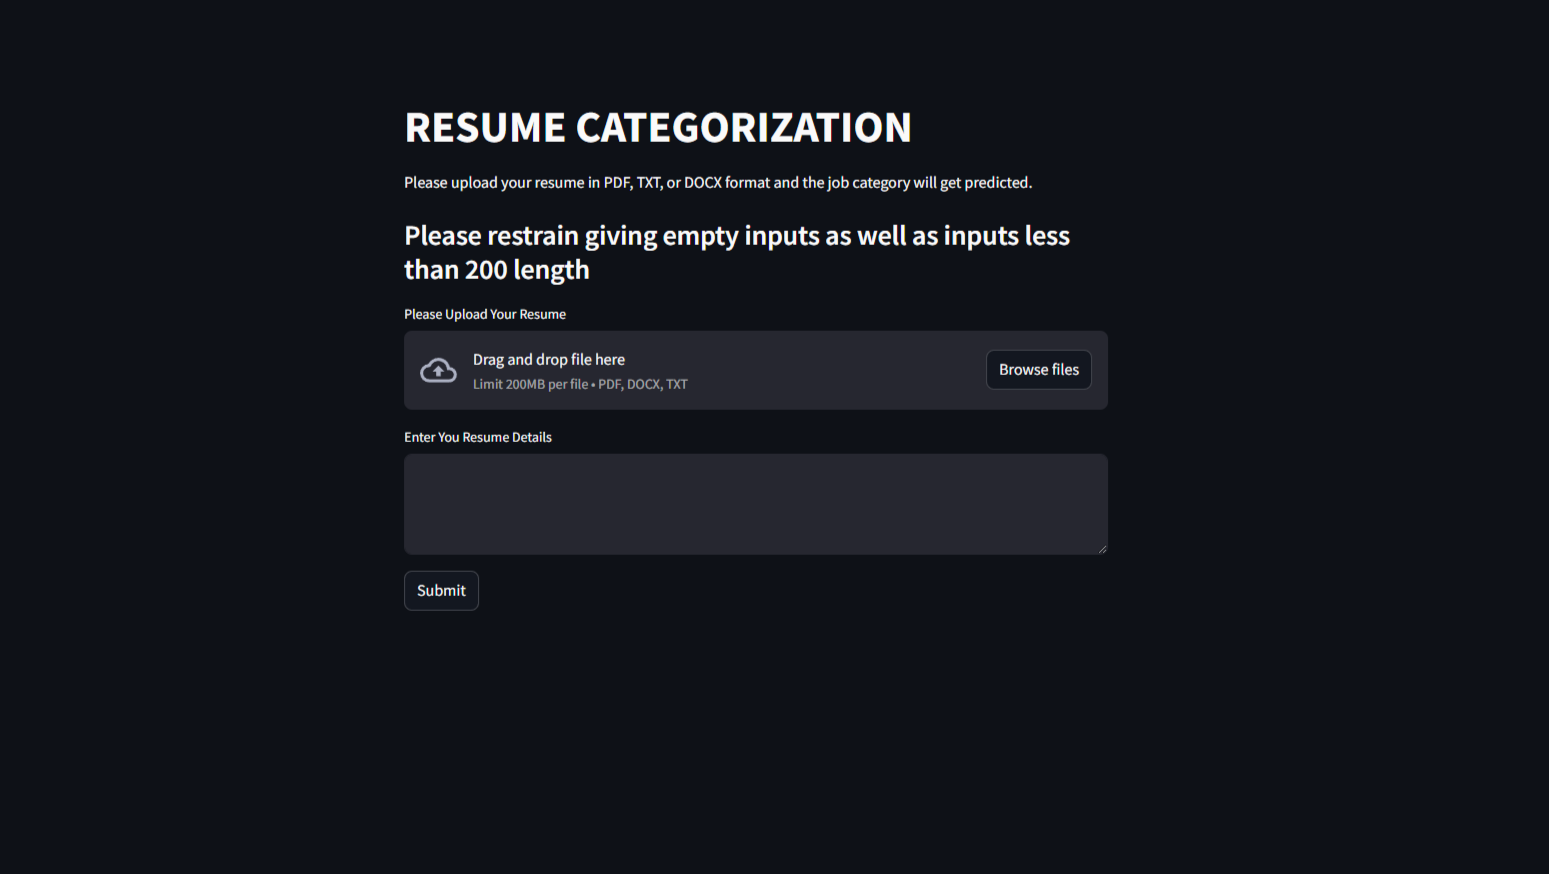 RESUME CATEGORIZATION
Please upload your resume in PDF, TXT, or DOCX format and the job category will get predicted.
Please restrain giving empty inputs as well as inputs less
than 200 length
Please Upload Your Resume
Drag and drop file here
Limit 200MB per file • PDF, DOCX, TXT
Browse files
Enter You Resume Details
Submit